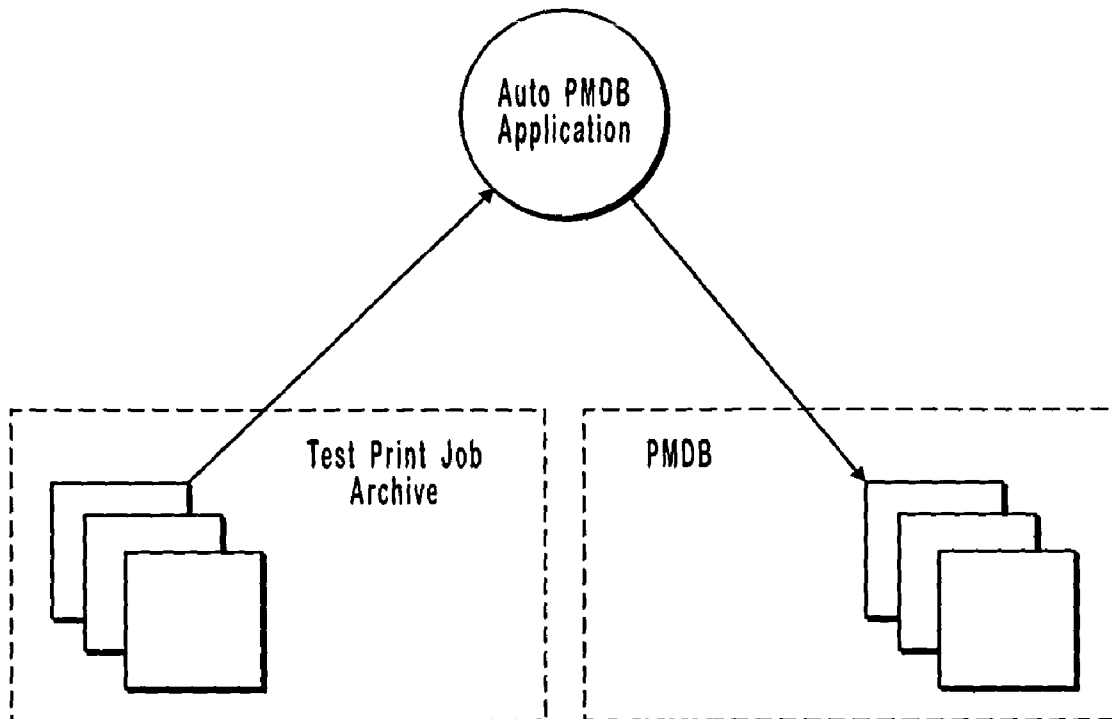 Auto PMDB
Application
Test Print Job
Archive
PMDB